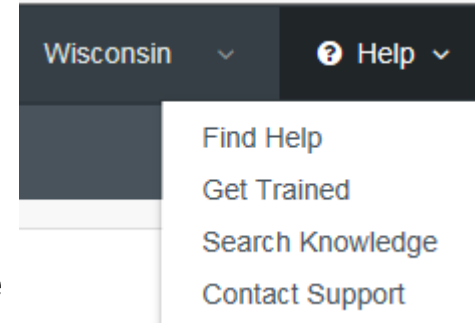 Wisconsin
Help
Find Help
Get Trained
Search Knowledge
Contact Support